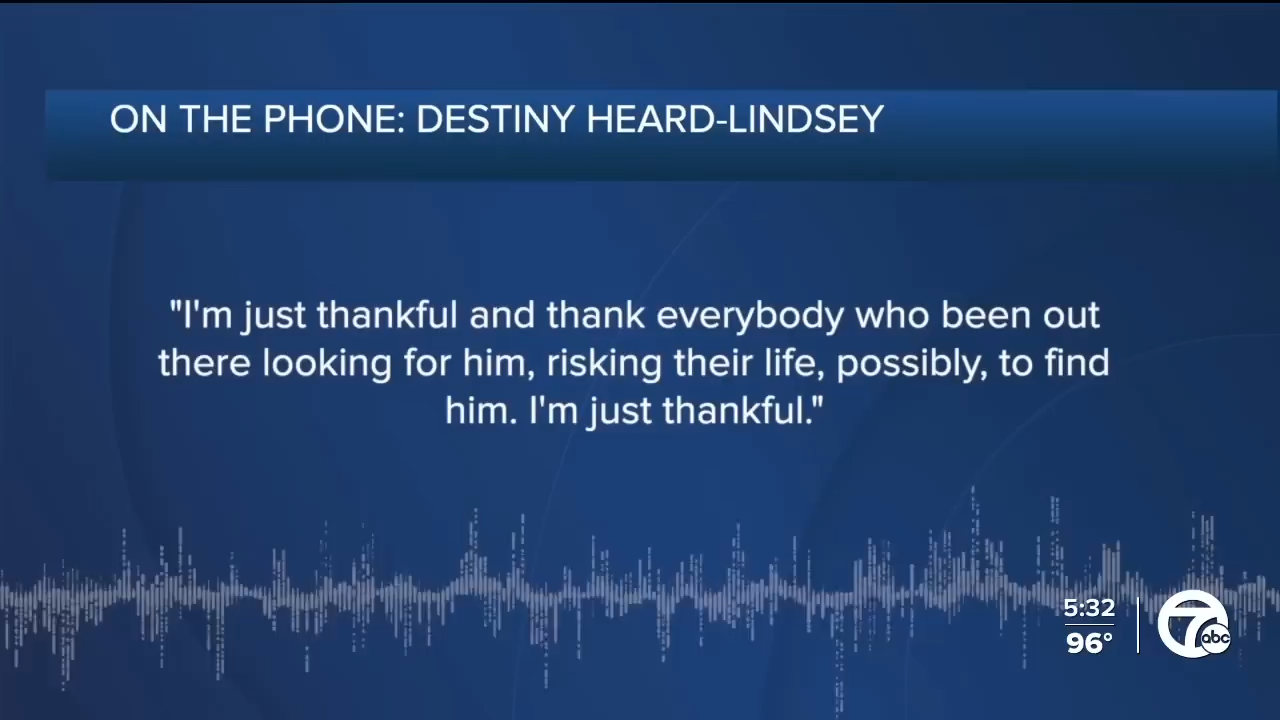 ON THE PHONE: DESTINY HEARD-LINDSEY
"I'm just thankful and thank everybody who been out
there looking for him, risking their life, possibly, to find
him. I'm just thankful."
5:32
96°
7 abc